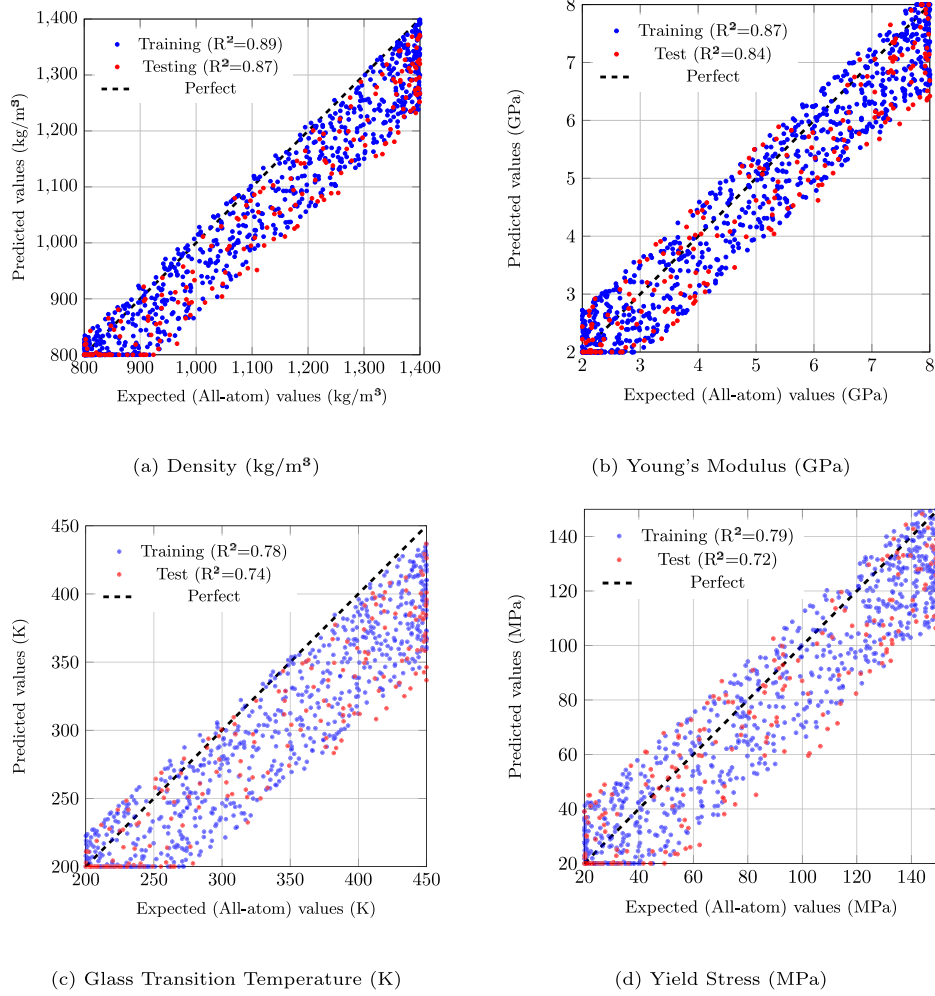 1,400
1,300
1,200
1,100
1,000
900
800
Predicted values (kg/m³)
Training (R²=0.89)
Testing (R²=0.87)
Perfect
800 900 1,000 1,100 1,200 1,300 1,400
Expected (All-atom) values (kg/m³)
(a) Density (kg/m³)
8
7
6
5
4
3
2
Predicted values (GPa)
Training (R²=0.87)
Test (R²=0.84)
Perfect
2 3 4 5 6 7 8
Expected (All-atom) values (GPa)
(b) Young's Modulus (GPa)
450
400
350
300
250
200
Predicted values (K)
Training (R²=0.78)
Test (R²=0.74)
Perfect
200 250 300 350 400 450
Expected (All-atom) values (K)
(c) Glass Transition Temperature (K)
140
120
100
80
60
40
20
Predicted values (MPa)
Training (R²=0.79)
Test (R²=0.72)
Perfect
20 40 60 80 100 120 140
Expected (All-atom) values (MPa)
(d) Yield Stress (MPa)